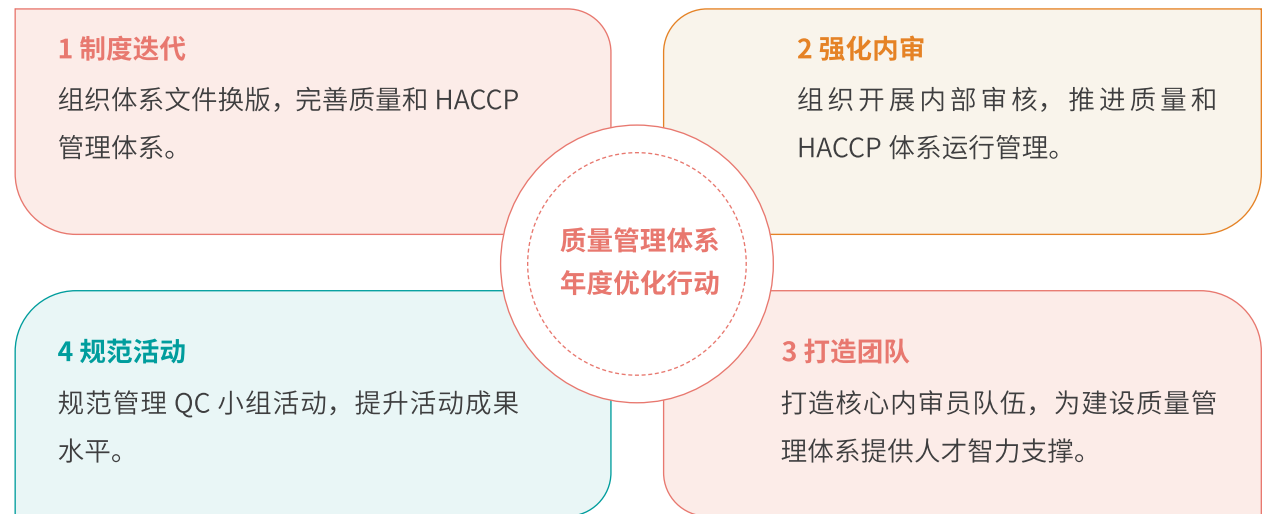 1 制度迭代
组织体系文件换版，完善质量和 HACCP
管理体系。
2 强化内审
组织开展内部审核，推进质量和
HACCP 体系运行管理。
质量管理体系
年度优化行动
3 打造团队
打造核心内审员队伍，为建设质量管
理体系提供人才智力支撑。
4 规范活动
规范管理 QC 小组活动，提升活动成果
水平。